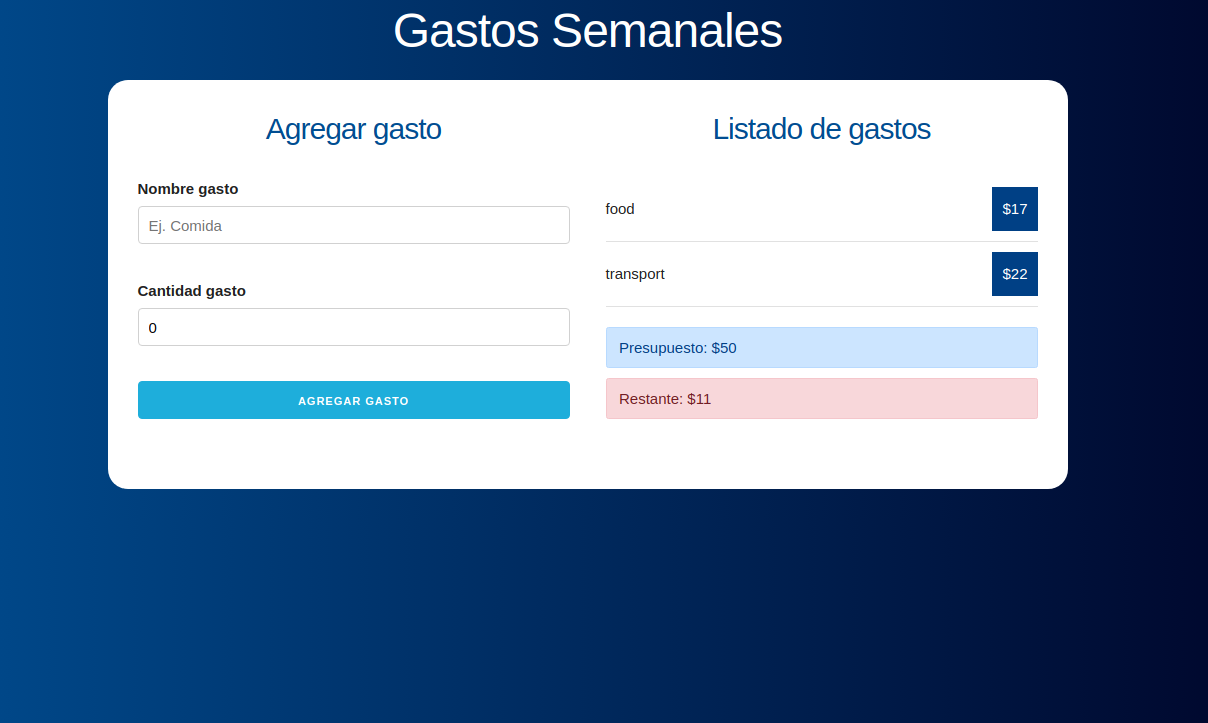 Gastos Semanales
Agregar gasto
Nombre gasto
Ej. Comida
Cantidad gasto
0
AGREGAR GASTO
Listado de gastos
food $17
transport $22
Presupuesto: $50
Restante: $11